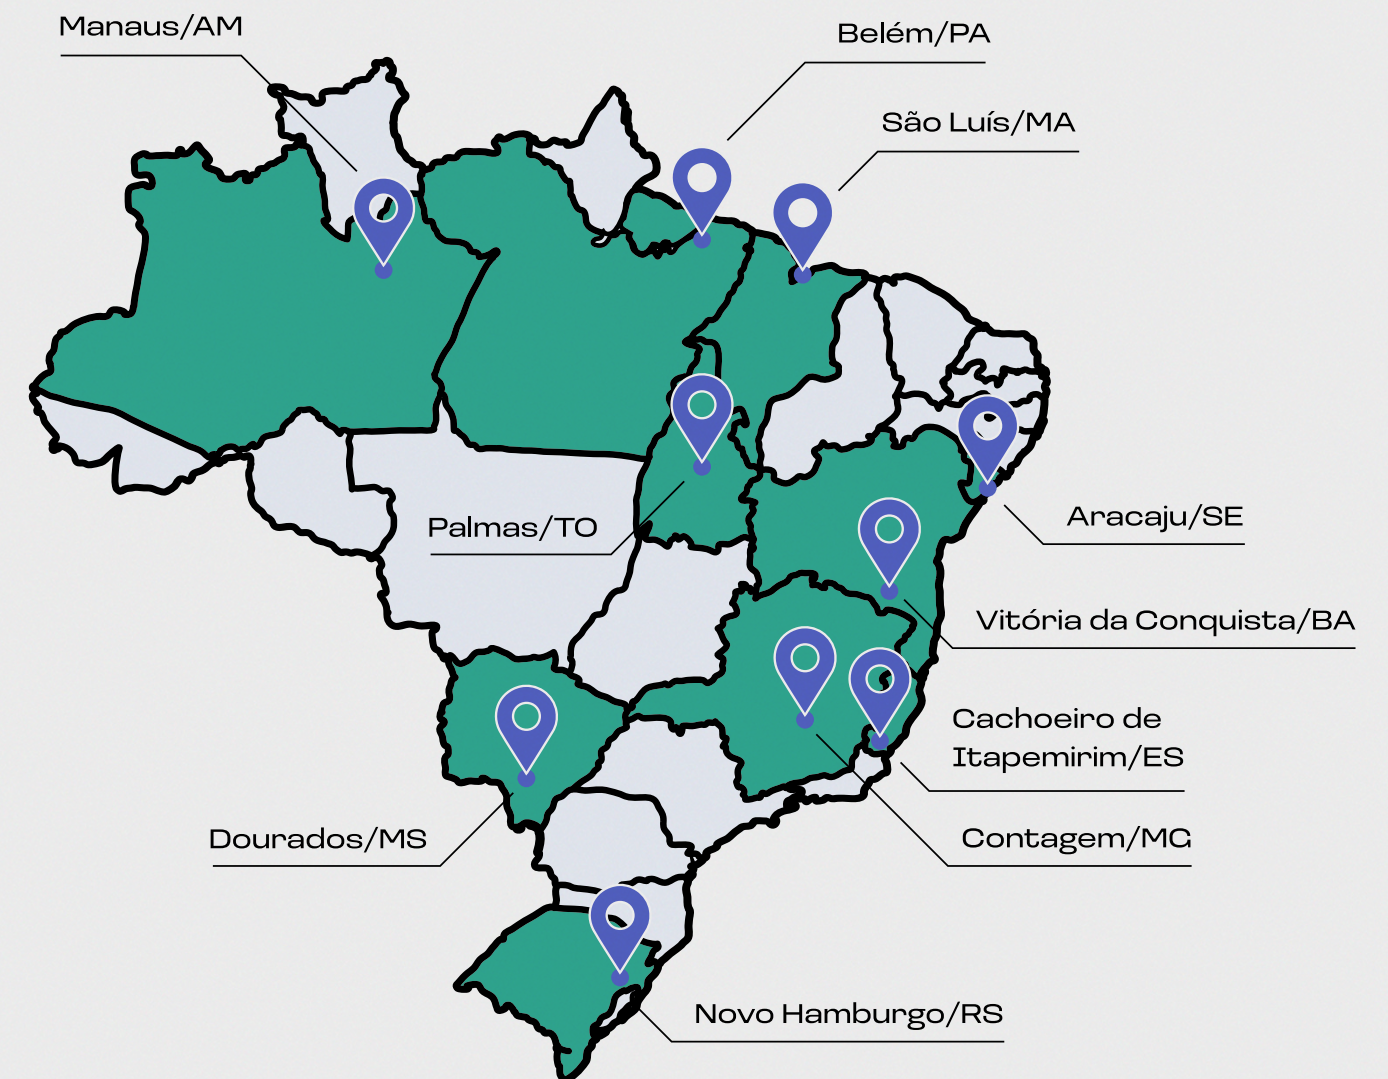 Manaus/AM
Belém/PA
São Luís/MA
Palmas/TO
Aracaju/SE
Vitória da Conquista/BA
Cachoeiro de
Itapemirim/ES
Dourados/MS
Contagem/MG
Novo Hamburgo/RS